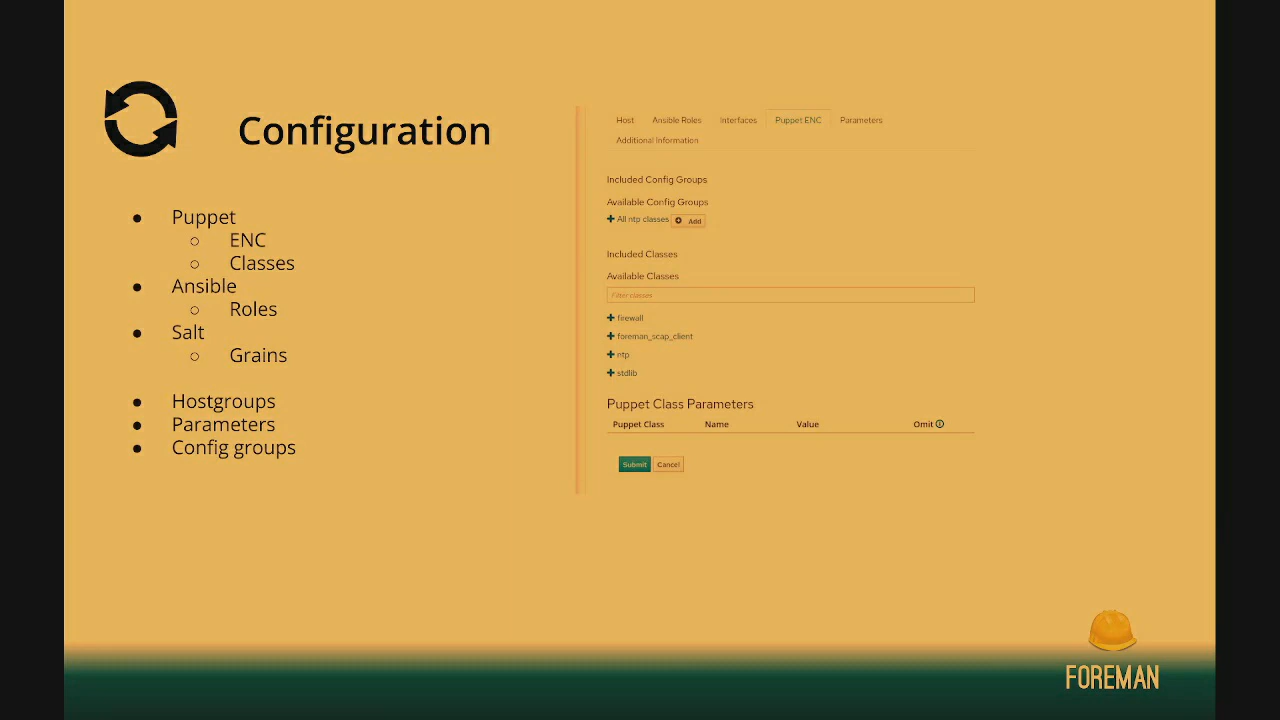 Configuration
Puppet
ENC
Classes
Ansible
Roles
Salt
Grains
Hostgroups
Parameters
Config groups
Host Ansible Roles Interfaces Puppet ENC Parameters
Additional Information
Included Config Groups
Available Config Groups
All ntp classes Add
Included Classes
Available Classes
Filter classes
firewall
foreman_scap_client
ntp
stdlib
Puppet Class Parameters
Puppet Class Name Value Omit
Submit Cancel
FOREMAN